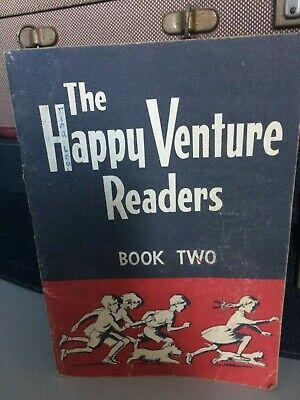 The
Happy Venture
Readers
BOOK TWO